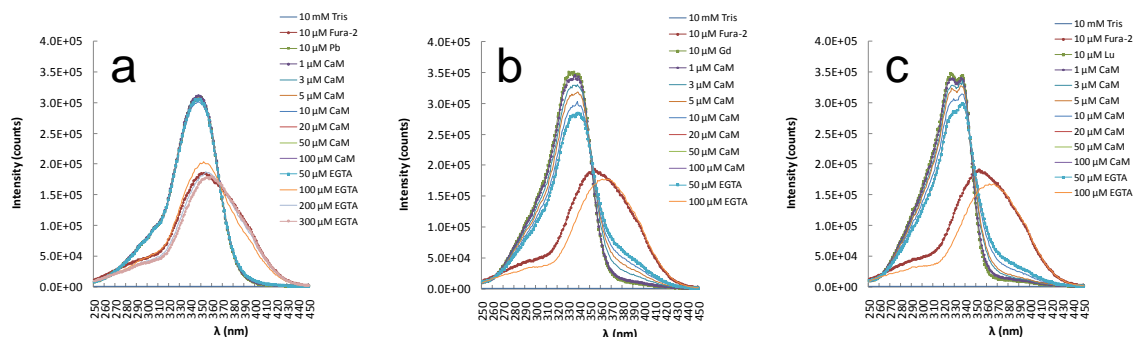 a
Intensity (counts)
4.0E+05
3.5E+05
3.0E+05
2.5E+05
2.0E+05
1.5E+05
1.0E+05
5.0E+04
0.0E+00
250 260 270 280 290 300 310 320 330 340 350 360 370 380 390 400 410 420 430 440 450
λ (nm)
10 mM Tris
10 µM Fura-2
10 µM Pb
1 µM CaM
3 µM CaM
5 µM CaM
10 µM CaM
20 µM CaM
50 µM CaM
100 µM CaM
50 µM EGTA
100 µM EGTA
200 µM EGTA
300 µM EGTA
b
Intensity (counts)
4.0E+05
3.5E+05
3.0E+05
2.5E+05
2.0E+05
1.5E+05
1.0E+05
5.0E+04
0.0E+00
250 260 270 280 290 300 310 320 330 340 350 360 370 380 390 400 410 420 430 440 450
λ (nm)
10 mM Tris
10 µM Fura-2
10 µM Gd
1 µM CaM
3 µM CaM
5 µM CaM
10 µM CaM
20 µM CaM
50 µM CaM
100 µM CaM
50 µM EGTA
100 µM EGTA
c
Intensity (counts)
4.0E+05
3.5E+05
3.0E+05
2.5E+05
2.0E+05
1.5E+05
1.0E+05
5.0E+04
0.0E+00
250 260 270 280 290 300 310 320 330 340 350 360 370 380 390 400 410 420 430 440 450
λ (nm)
10 mM Tris
10 µM Fura-2
10 µM Lu
1 µM CaM
3 µM CaM
5 µM CaM
10 µM CaM
20 µM CaM
50 µM CaM
100 µM CaM
50 µM EGTA
100 µM EGTA